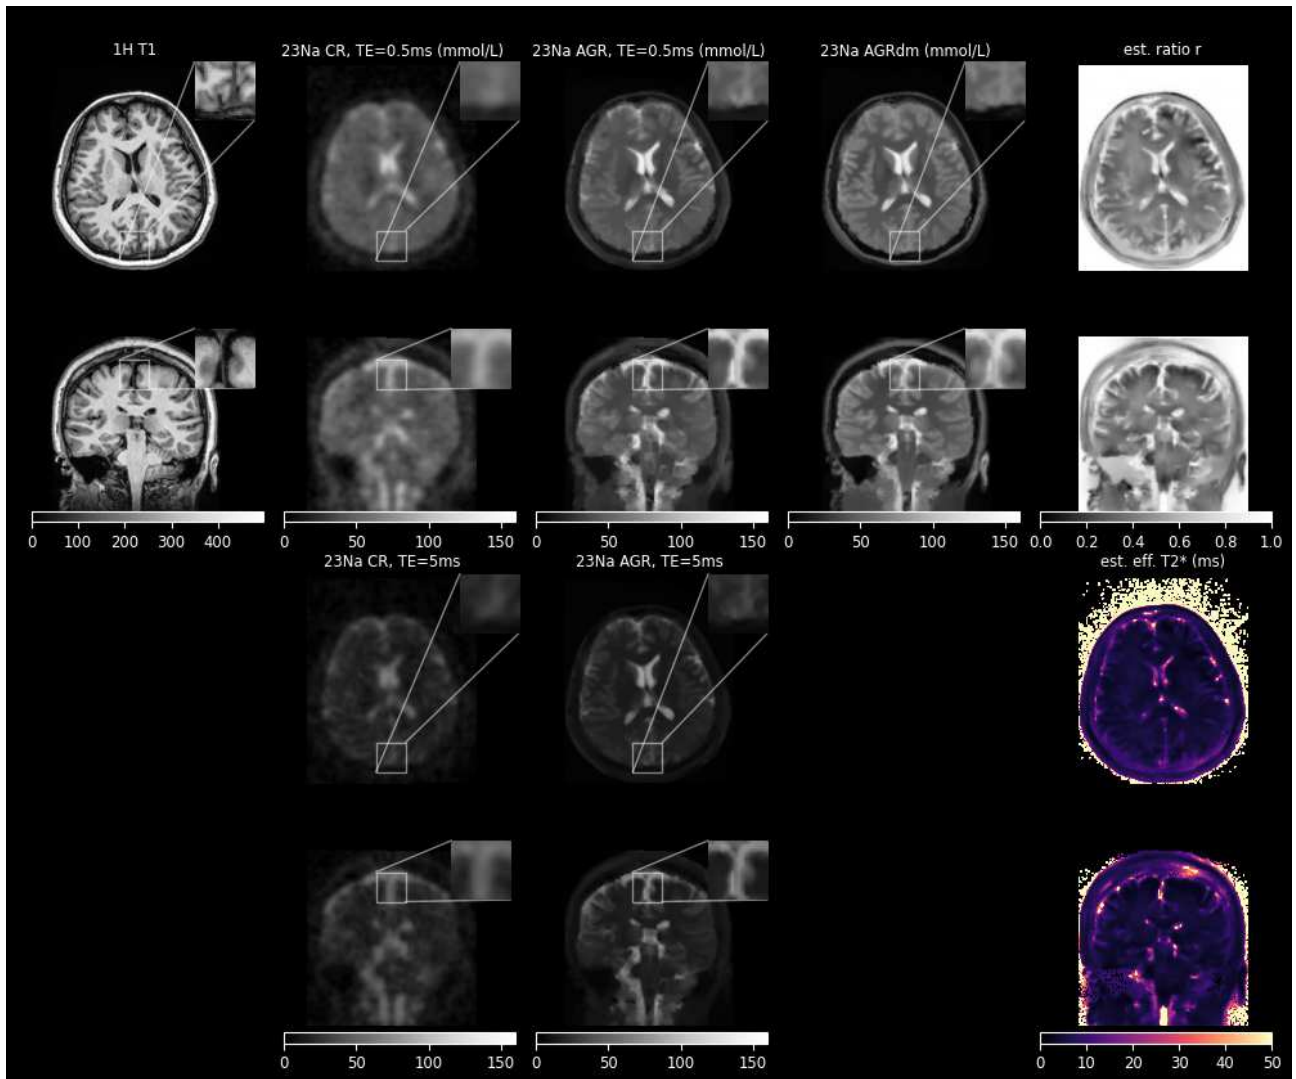 1H T1
23Na CR, TE=0.5ms (mmol/L)
23Na AGR, TE=0.5ms (mmol/L)
23Na AGRdm (mmol/L)
est. ratio r
0 100 200 300 400
0 50 100 150
0 50 100 150
50 100 150
0.0 0.2 0.4 0.6 0.8 1.0
23Na CR, TE=5ms
23Na AGR, TE=5ms
est. eff. T2* (ms)
0 50 100 150
0 50 100 150
0 10 20 30 40 50